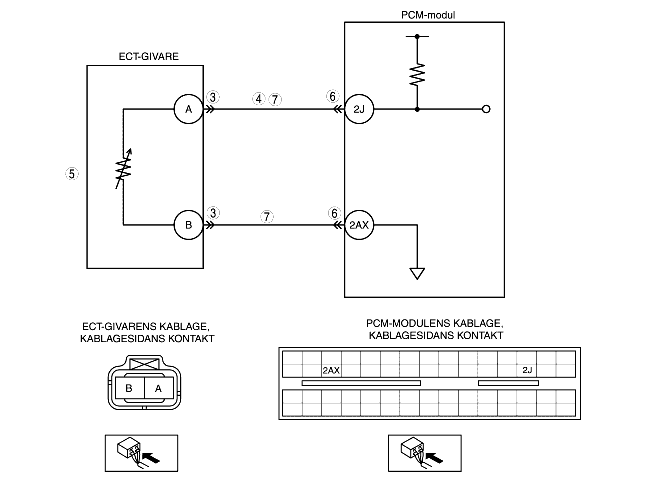 PCM-modul
ECT-GIVARE
A
3
4 7
6
2J
5
B
3
7
6
2AX
ECT-GIVARENS KABLAGE,
KABLAGESIDANS KONTAKT
B A
PCM-MODULENS KABLAGE,
KABLAGESIDANS KONTAKT
2AX 2J